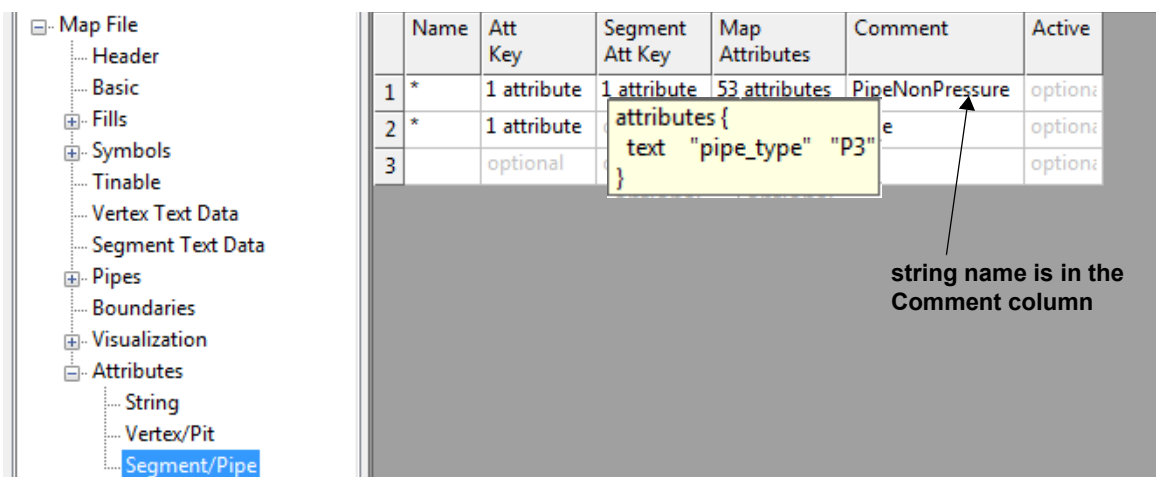 Map File
Header
Basic
Fills
Symbols
Tinable
Vertex Text Data
Segment Text Data
Pipes
Boundaries
Visualization
Attributes
String
Vertex/Pit
Segment/Pipe
Name Att Key Segment Att Key Map Attributes Comment Active
1 * 1 attribute 1 attribute 53 attributes PipeNonPressure optiona
2 * 1 attribute e optiona
3 optional optiona
attributes {
text "pipe_type" "P3"
}
string name is in the
Comment column